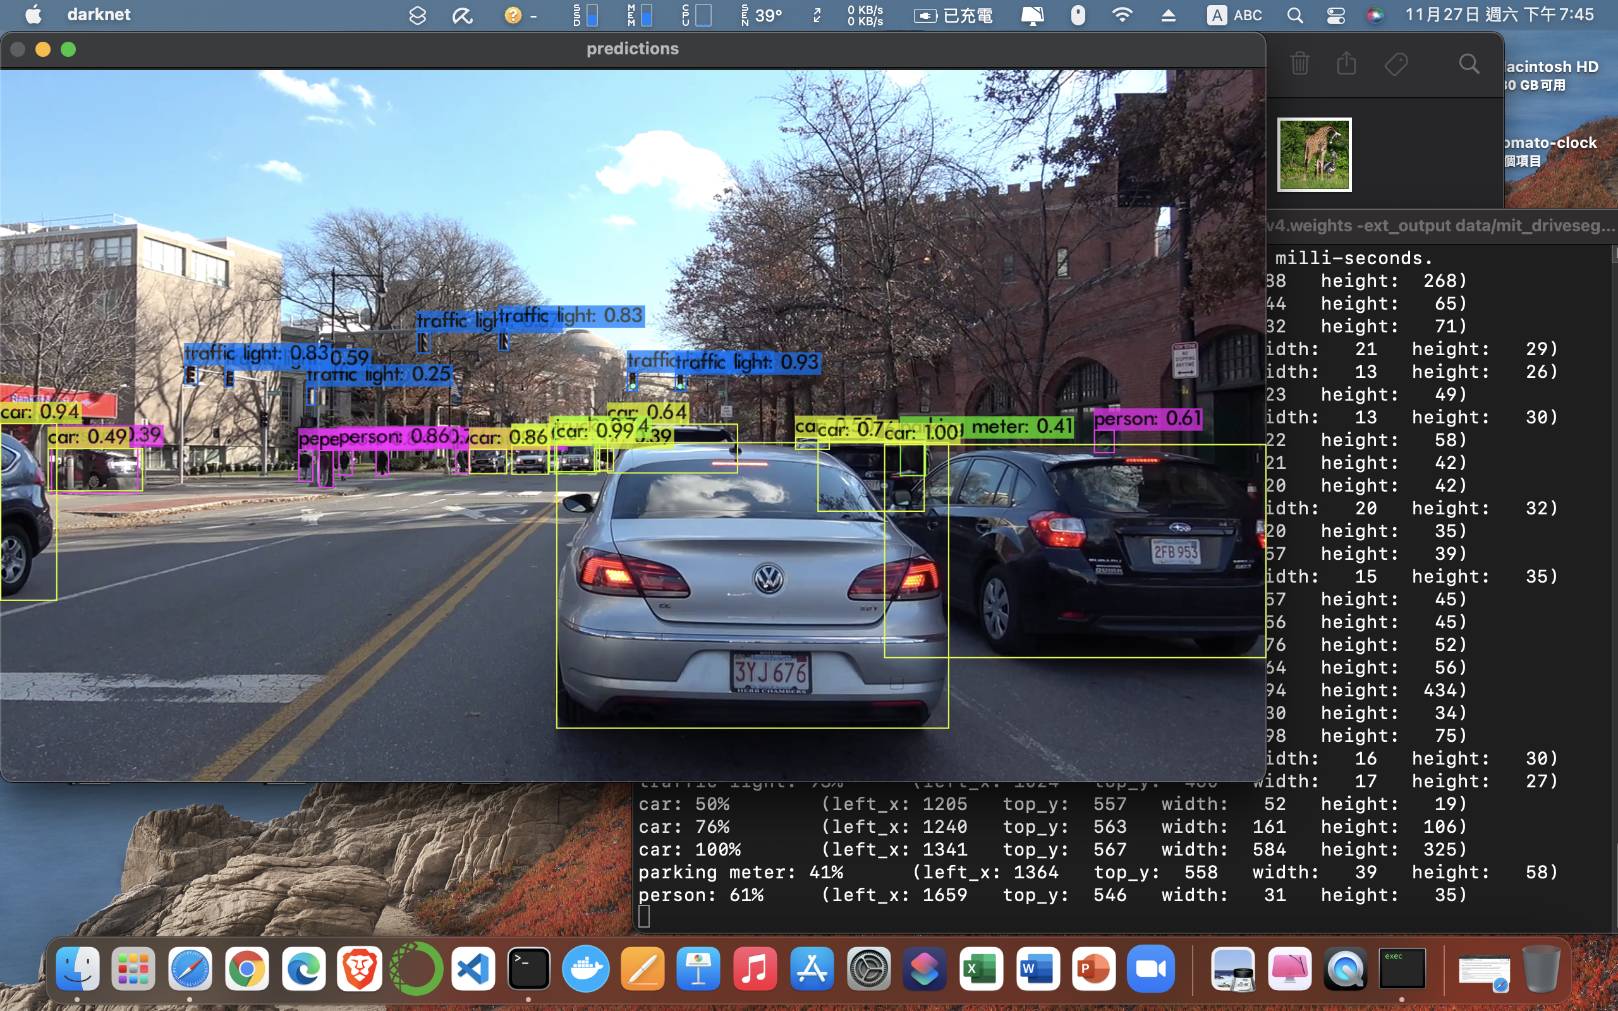 darknet
SSD
MEM
CPU
SEN
39°
0 KB/s
0 KB/s
已充電
A ABC
11月27日 週六 下午7:45
predictions
acintosh HD
GB可用
omato-clock
個項目
v4.weights -ext_output data/mit_driveseg...
milli-seconds.
88 height: 268)
44 height: 65)
32 height: 71)
idth: 21 height: 29)
idth: 13 height: 26)
23 height: 49)
idth: 13 height: 30)
22 height: 58)
21 height: 42)
20 height: 42)
idth: 20 height: 32)
20 height: 35)
57 height: 39)
idth: 15 height: 35)
57 height: 45)
56 height: 45)
76 height: 52)
64 height: 56)
94 height: 434)
30 height: 34)
98 height: 75)
idth: 16 height: 30)
width: 17 height: 27)
car: 50% (left_x: 1205 top_y: 557 width: 52 height: 19)
car: 76% (left_x: 1240 top_y: 563 width: 161 height: 106)
car: 100% (left_x: 1341 top_y: 567 width: 584 height: 325)
parking meter: 41% (left_x: 1364 top_y: 558 width: 39 height: 58)
person: 61% (left_x: 1659 top_y: 546 width: 31 height: 35)
traffic light: 0.83
traffic light: 0.83
0.59
traffic light: 0.25
traffic light: 0.93
car: 0.94
car: 0.49
0.39
person: 0.86
car: 0.86
car: 0.99
car: 0.64
car: 0.7
car: 1.00
meter: 0.41
person: 0.61
2FB 953
3YJ 676
HERB CHAMBERS
exec